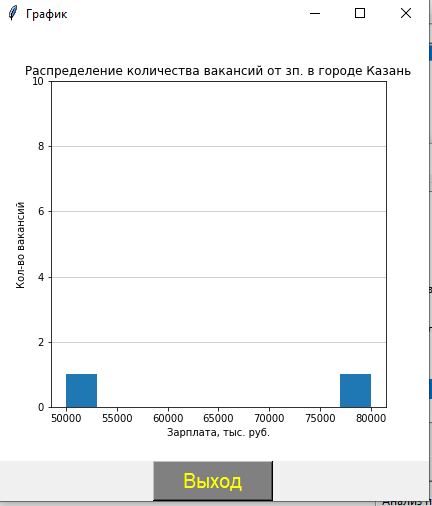 График
Распределение количества вакансий от зп. в городе Казань
10
8
6
4
2
0
Кол-во вакансий
50000 55000 60000 65000 70000 75000 80000
Зарплата, тыс. руб.
Выход